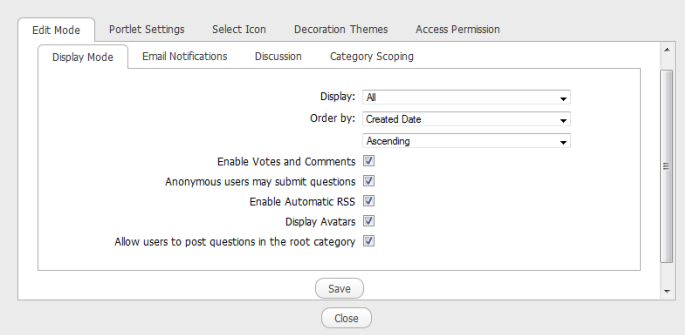 Edit Mode Portlet Settings Select Icon Decoration Themes Access Permission
Display Mode Email Notifications Discussion Category Scoping
Display: All
Order by: Created Date
Ascending
Enable Votes and Comments
Anonymous users may submit questions
Enable Automatic RSS
Display Avatars
Allow users to post questions in the root category
Save
Close